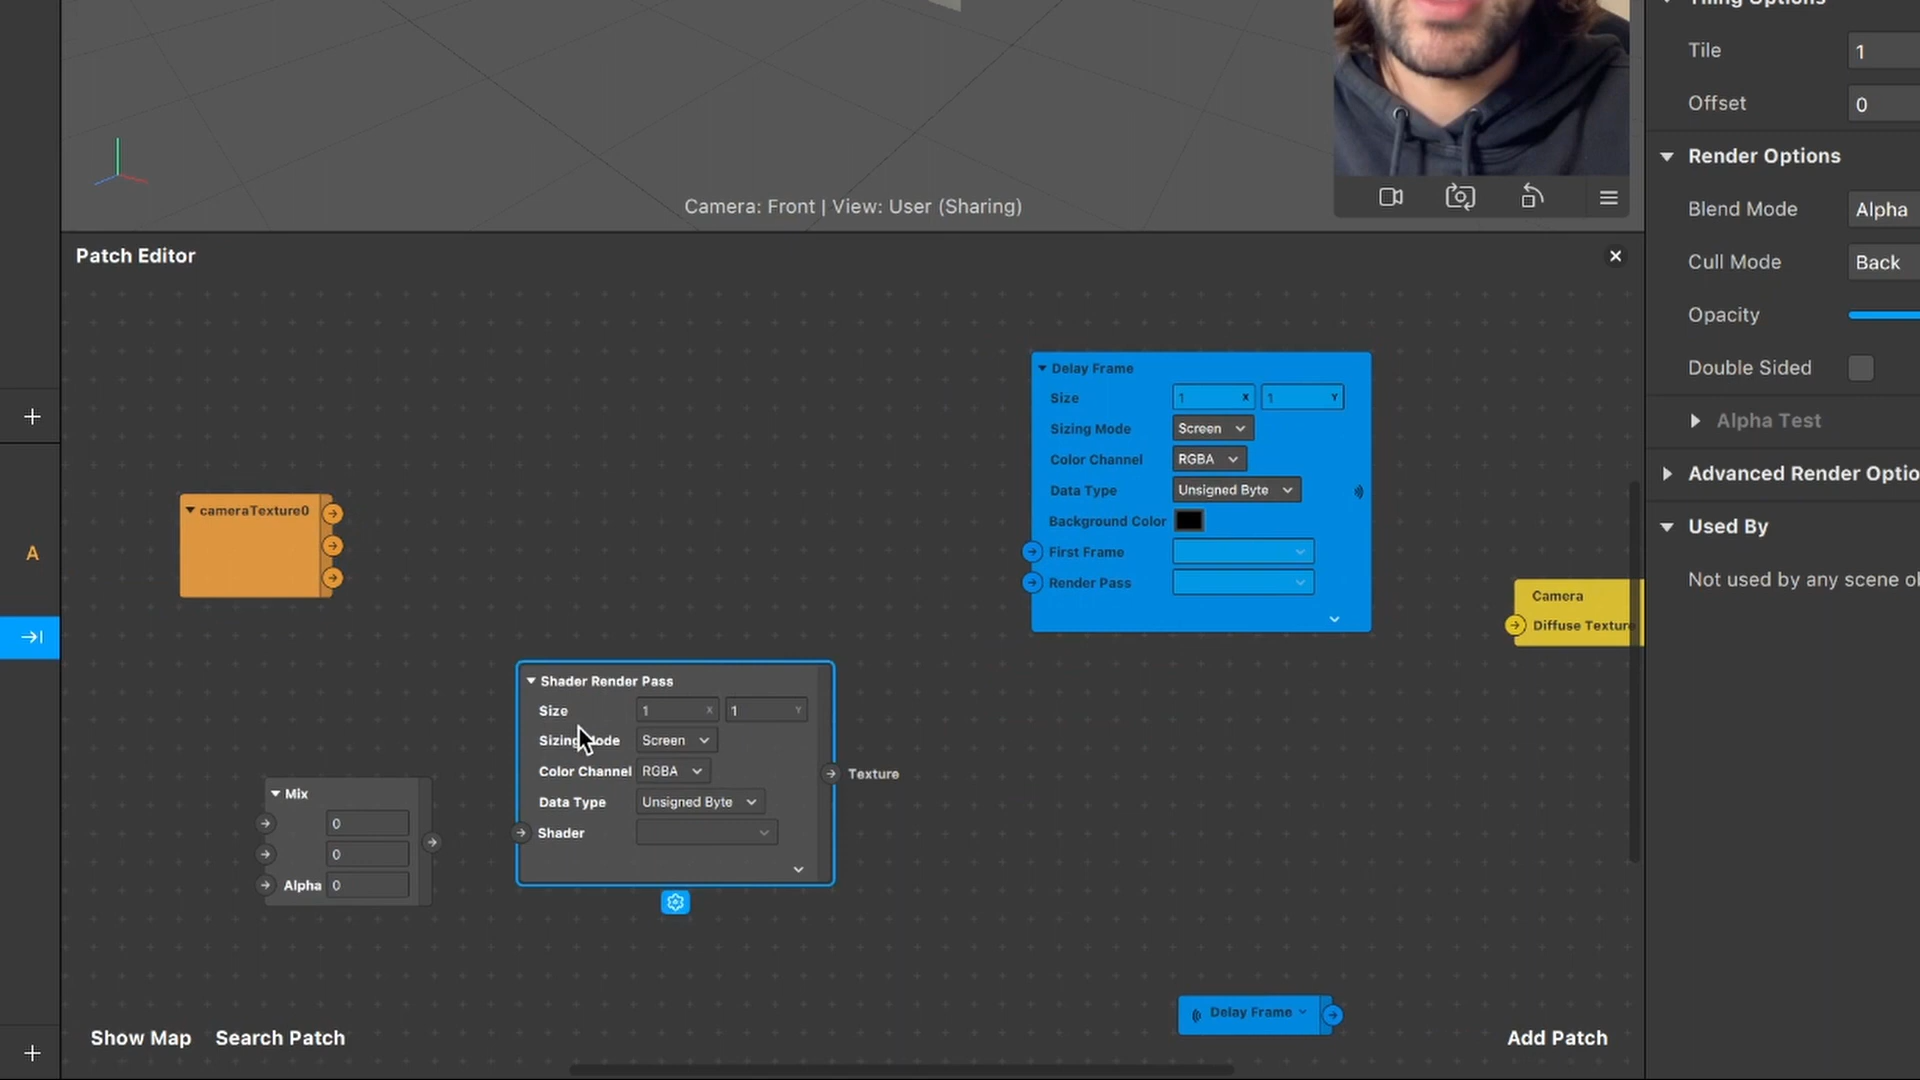 Tiling Options
Tile 1
Offset 0
Render Options
Blend Mode Alpha
Cull Mode Back
Opacity
Double Sided
Alpha Test
Advanced Render Optio
Used By
Not used by any scene o
Camera: Front | View: User (Sharing)
Patch Editor
A
cameraTexture0
Delay Frame
Size 1 X 1 Y
Sizing Mode Screen
Color Channel RGBA
Data Type Unsigned Byte
Background Color
First Frame
Render Pass
Camera
Diffuse Texture
Shader Render Pass
Size 1 X 1 Y
Sizing Mode Screen
Color Channel RGBA
Data Type Unsigned Byte
Shader
Texture
Mix
0
0
Alpha 0
Delay Frame
Show Map
Search Patch
Add Patch